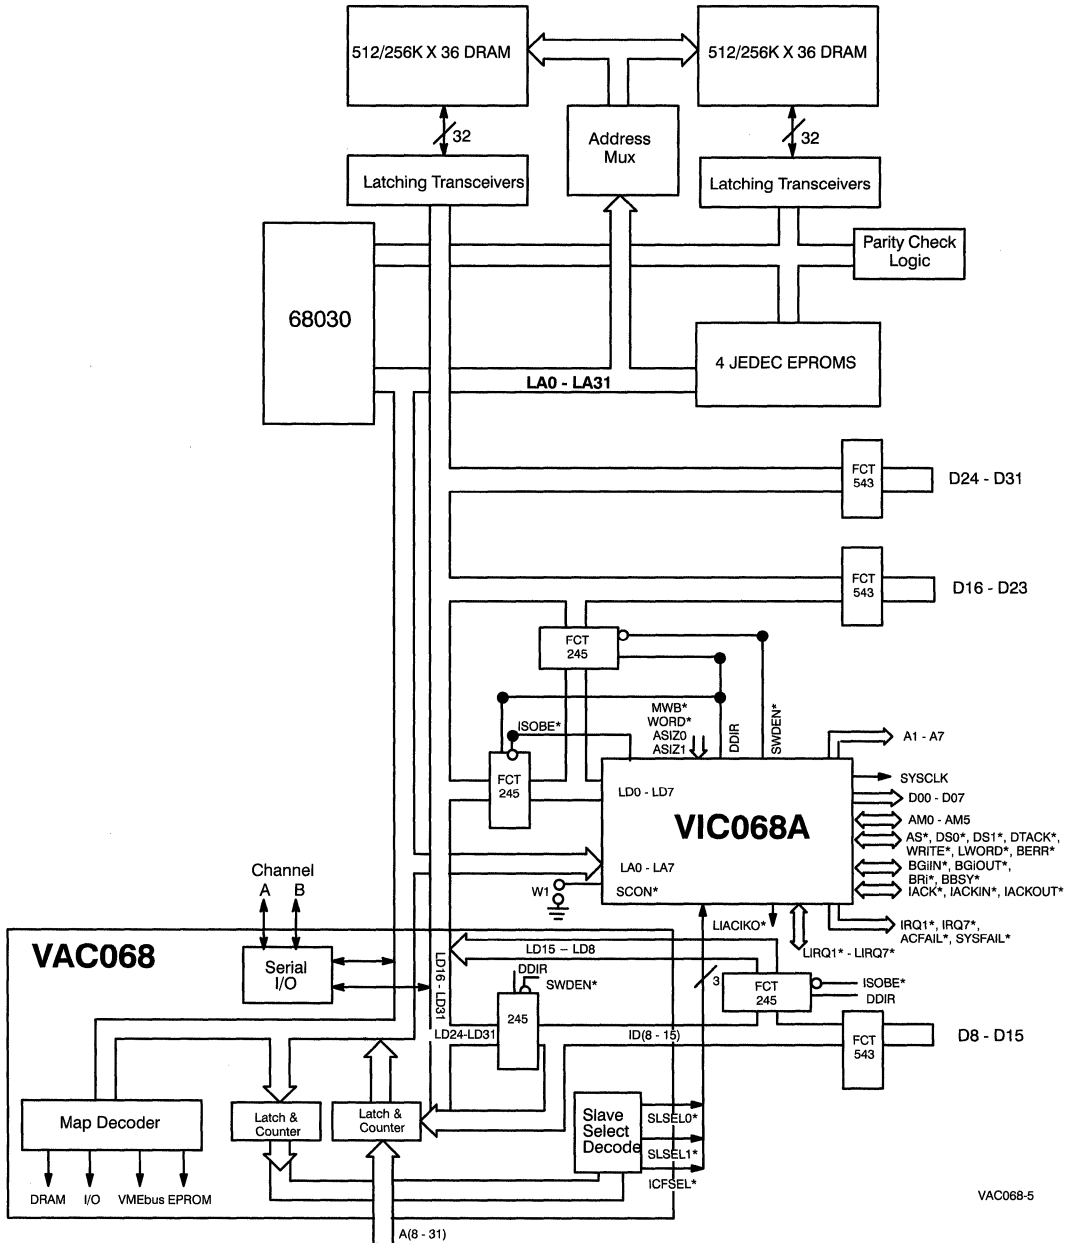 512/256K X 36 DRAM
512/256K X 36 DRAM
Address
Mux
32
32
Latching Transceivers
Latching Transceivers
Parity Check
Logic
68030
4 JEDEC EPROMS
LA0 - LA31
FCT
543
D24 - D31
FCT
543
D16 - D23
FCT
245
MWB*
WORD*
ASIZ0
ASIZ1
DDIR
SWDEN*
ISOBE*
FCT
245
LD0 - LD7
VIC068A
LA0 - LA7
SCON*
W1
A1 - A7
SYSCLK
D00 - D07
AM0 - AM5
AS*, DS0*, DS1*, DTACK*,
WRITE*, LWORD*, BERR*
BGiIN*, BGiOUT*,
BRi*, BBSY*
IACK*, IACKIN*, IACKOUT*
IRQ1*, IRQ7*,
ACFAIL*, SYSFAIL*
LIACIKO*
LIRQ1* - LIRQ7*
Channel
A B
VAC068
Serial
I/O
LD16 - LD31
LD15 – LD8
DDIR
SWDEN*
245
LD24-LD31
ID(8 - 15)
3
FCT
245
ISOBE*
DDIR
FCT
543
D8 - D15
Map Decoder
Latch &
Counter
Latch &
Counter
Slave
Select
Decode
SLSEL0*
SLSEL1*
ICFSEL*
DRAM I/O VMEbus EPROM
A(8 - 31)
VAC068-5